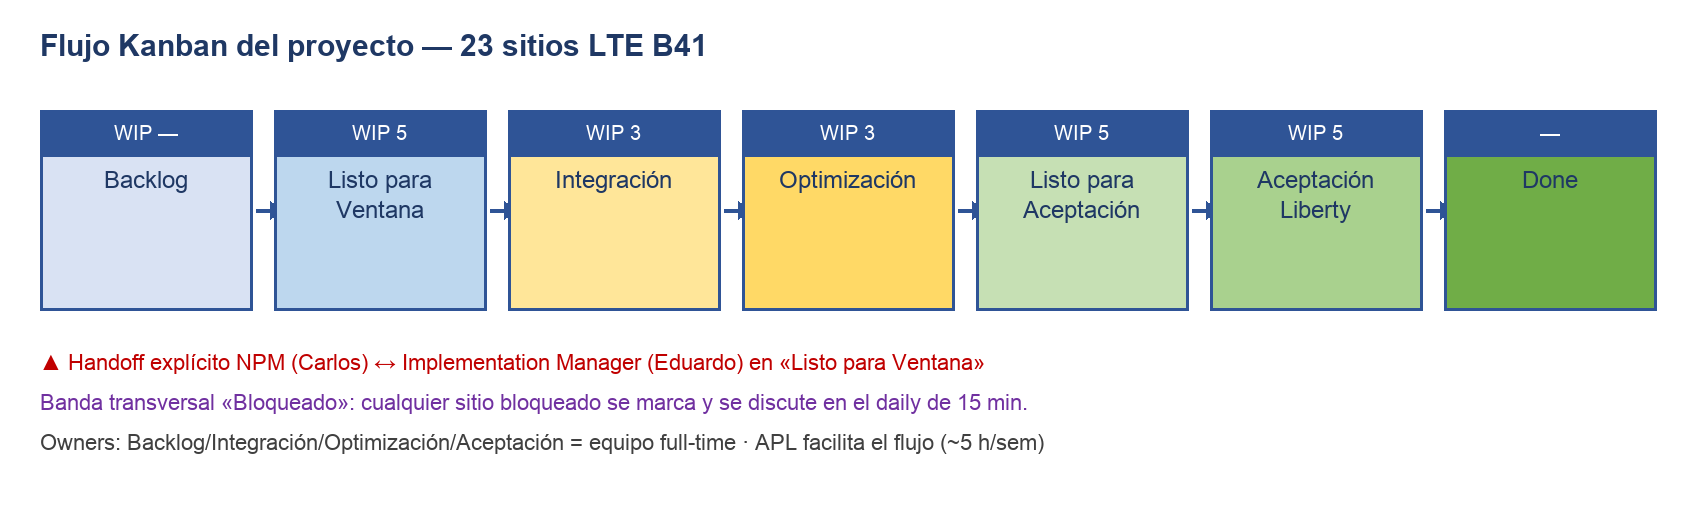 Flujo Kanban del proyecto — 23 sitios LTE B41
WIP —
WIP 5
WIP 3
WIP 3
WIP 5
WIP 5
—
Backlog
Listo para
Ventana
Integración
Optimización
Listo para
Aceptación
Aceptación
Liberty
Done
▲ Handoff explícito NPM (Carlos) ↔ Implementation Manager (Eduardo) en «Listo para Ventana»
Banda transversal «Bloqueado»: cualquier sitio bloqueado se marca y se discute en el daily de 15 min.
Owners: Backlog/Integración/Optimización/Aceptación = equipo full-time · APL facilita el flujo (~5 h/sem)